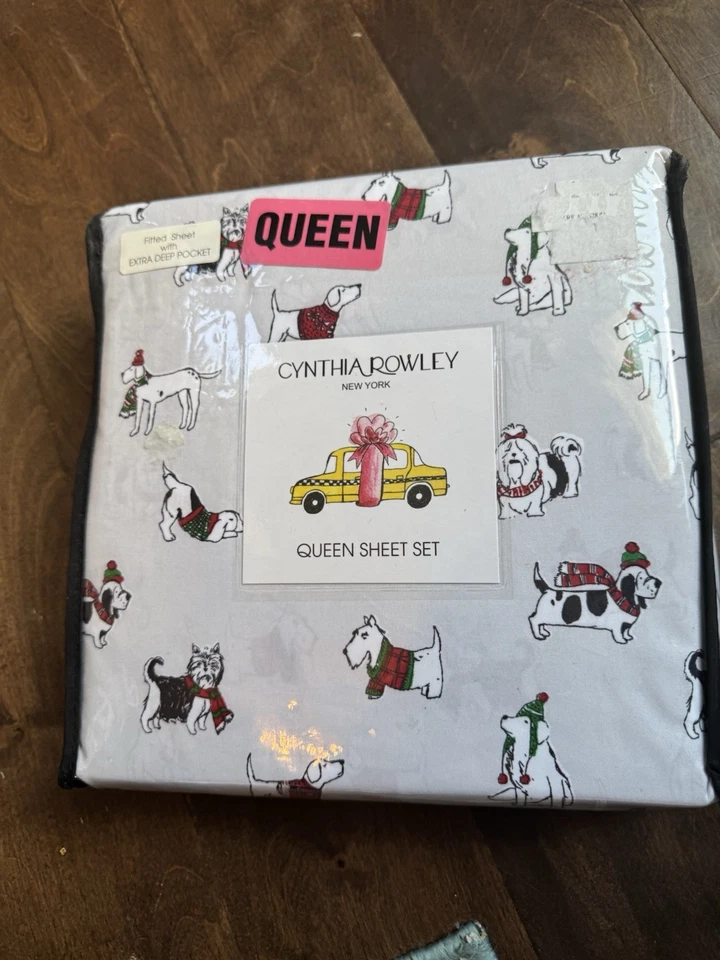 Fitted Sheet
with
EXTRA DEEP POCKET
QUEEN
CYNTHIA ROWLEY
NEW YORK
QUEEN SHEET SET